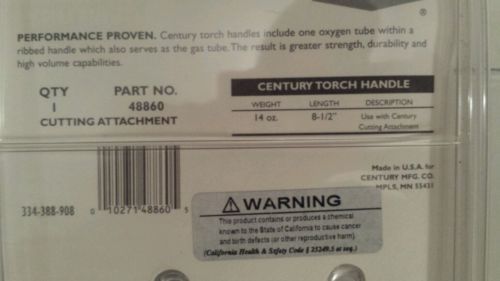 ®
PERFORMANCE PROVEN. Century torch handles include one oxygen tube within a
ribbed handle which also serves as the gas tube. The result is greater strength, durability and
high volume capabilities.
QTY PART NO.
1 48860
CUTTING ATTACHMENT
CENTURY TORCH HANDLE
WEIGHT LENGTH DESCRIPTION
14 oz. 8-1/2" Use with Century
Cutting Attachment
Made in U.S.A. for
CENTURY MFG. CO.
MPLS, MN 55431
334-388-908 0 10271 48860 5
⚠ WARNING
This product contains or produces a chemical
known to the State of California to cause cancer
and birth defects (or other reproductive harm).
(California Health & Safety Code § 25249.5 et seq.)